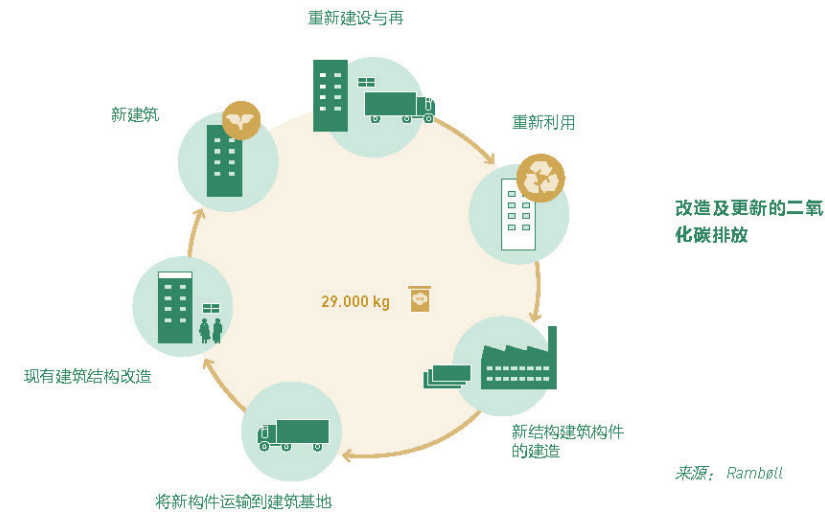 重新建设与再
新建筑
重新利用
改造及更新的二氧
化碳排放
29.000 kg
现有建筑结构改造
新结构建筑构件
的建造
来源： Rambøll
将新构件运输到建筑基地